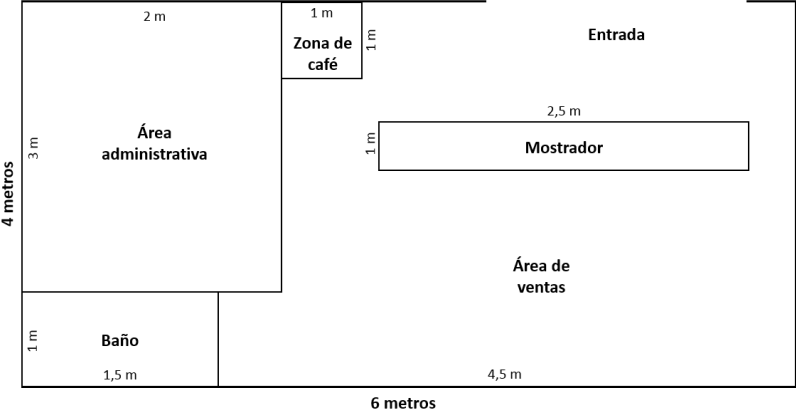 2 m
1 m
Zona de
café
1 m
Entrada
3 m
Área
administrativa
2,5 m
1 m
Mostrador
4 metros
Área de
ventas
1 m
Baño
1,5 m
4,5 m
6 metros